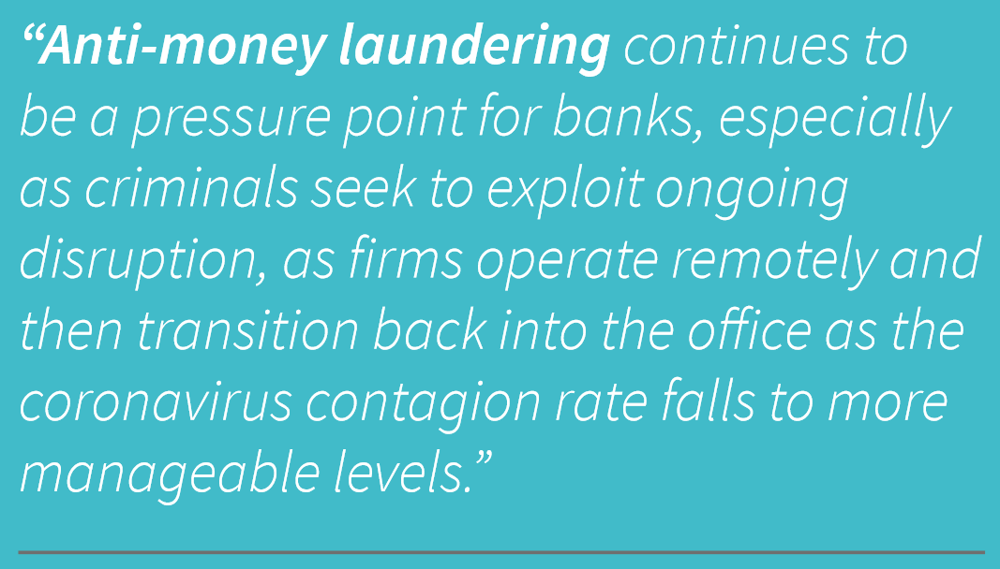 “Anti-money laundering continues to
be a pressure point for banks, especially
as criminals seek to exploit ongoing
disruption, as firms operate remotely and
then transition back into the office as the
coronavirus contagion rate falls to more
manageable levels.”